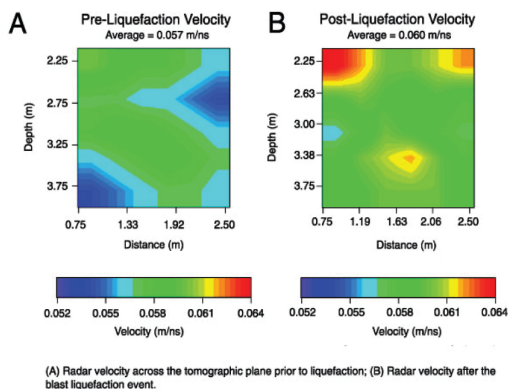 A
Pre-Liquefaction Velocity
Average = 0.057 m/ns
Depth (m)
2.25
2.75
3.25
3.75
0.75 1.33 1.92 2.50
Distance (m)
0.052 0.055 0.058 0.061 0.064
Velocity (m/ns)
B
Post-Liquefaction Velocity
Average = 0.060 m/ns
Depth (m)
2.25
2.63
3.00
3.38
3.75
0.75 1.19 1.63 2.06 2.50
Distance (m)
0.052 0.055 0.058 0.061 0.064
Velocity (m/ns)
(A) Radar velocity across the tomographic plane prior to liquefaction; (B) Radar velocity after the
blast liquefaction event.